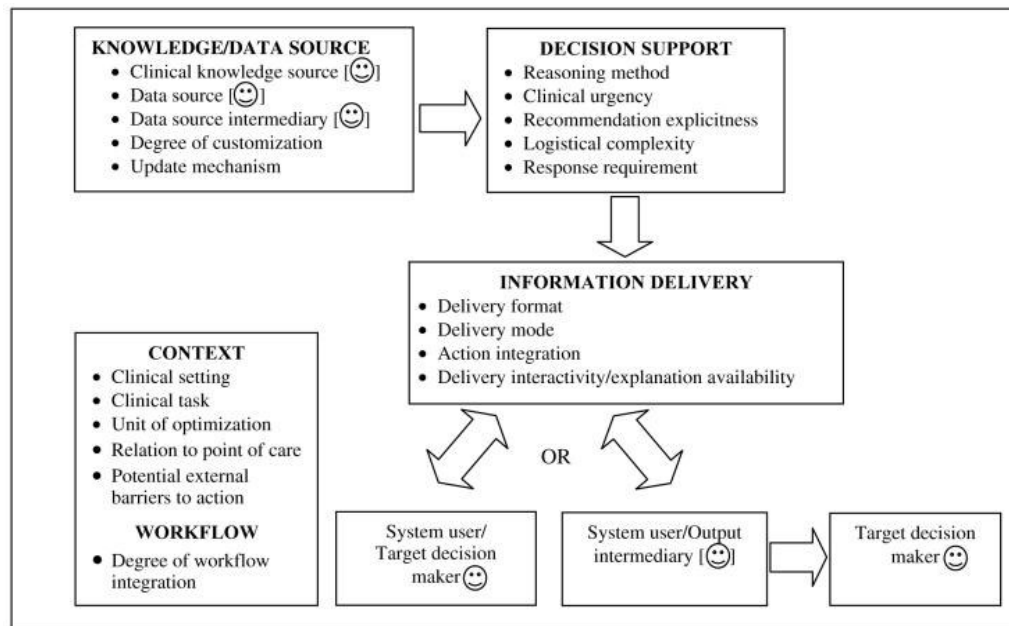 KNOWLEDGE/DATA SOURCE
• Clinical knowledge source [☺]
• Data source [☺]
• Data source intermediary [☺]
• Degree of customization
• Update mechanism
DECISION SUPPORT
• Reasoning method
• Clinical urgency
• Recommendation explicitness
• Logistical complexity
• Response requirement
INFORMATION DELIVERY
• Delivery format
• Delivery mode
• Action integration
• Delivery interactivity/explanation availability
CONTEXT
• Clinical setting
• Clinical task
• Unit of optimization
• Relation to point of care
• Potential external
barriers to action
WORKFLOW
• Degree of workflow
integration
OR
System user/
Target decision
maker ☺
System user/Output
intermediary [☺]
Target decision
maker ☺